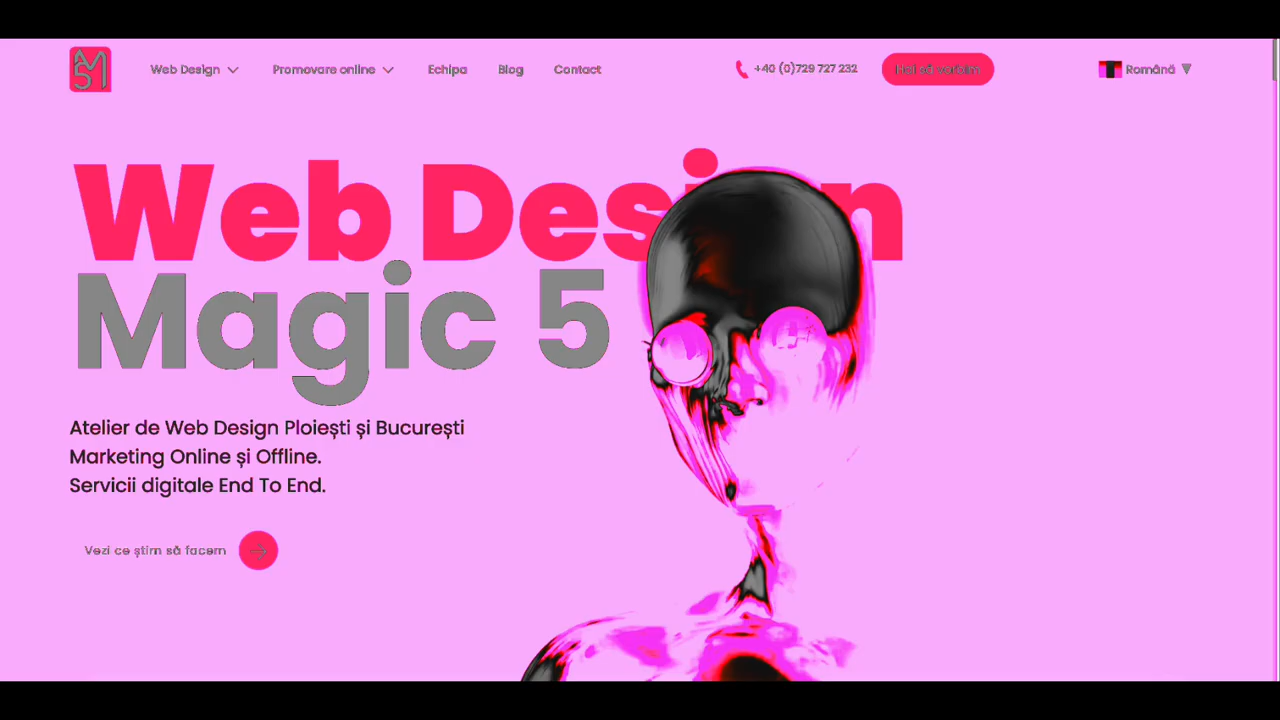 Web Design
Promovare online
Echipa
Blog
Contact
+40 (0)729 727 232
Hai să vorbim
Română
Web Design
Magic 5
Atelier de Web Design Ploiești și București
Marketing Online și Offline.
Servicii digitale End To End.
Vezi ce știm să facem